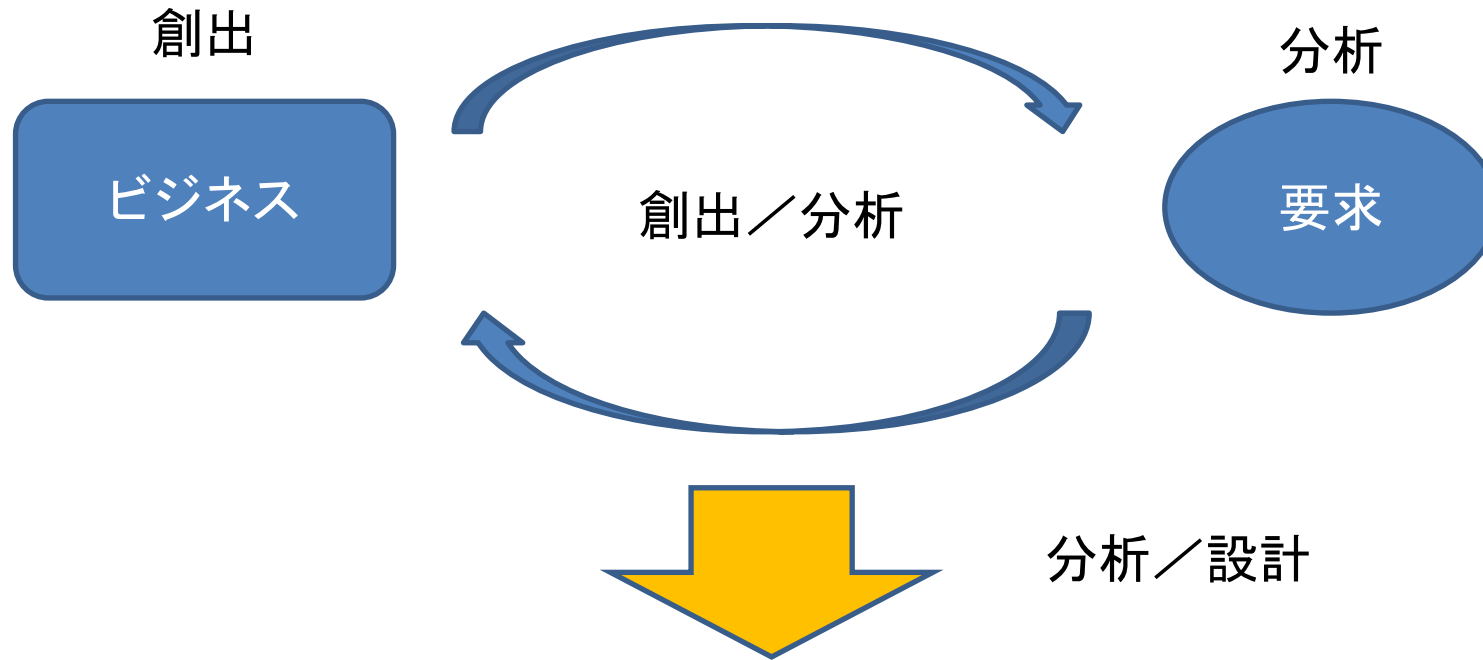 創出
分析
ビジネス
創出／分析
要求
分析／設計